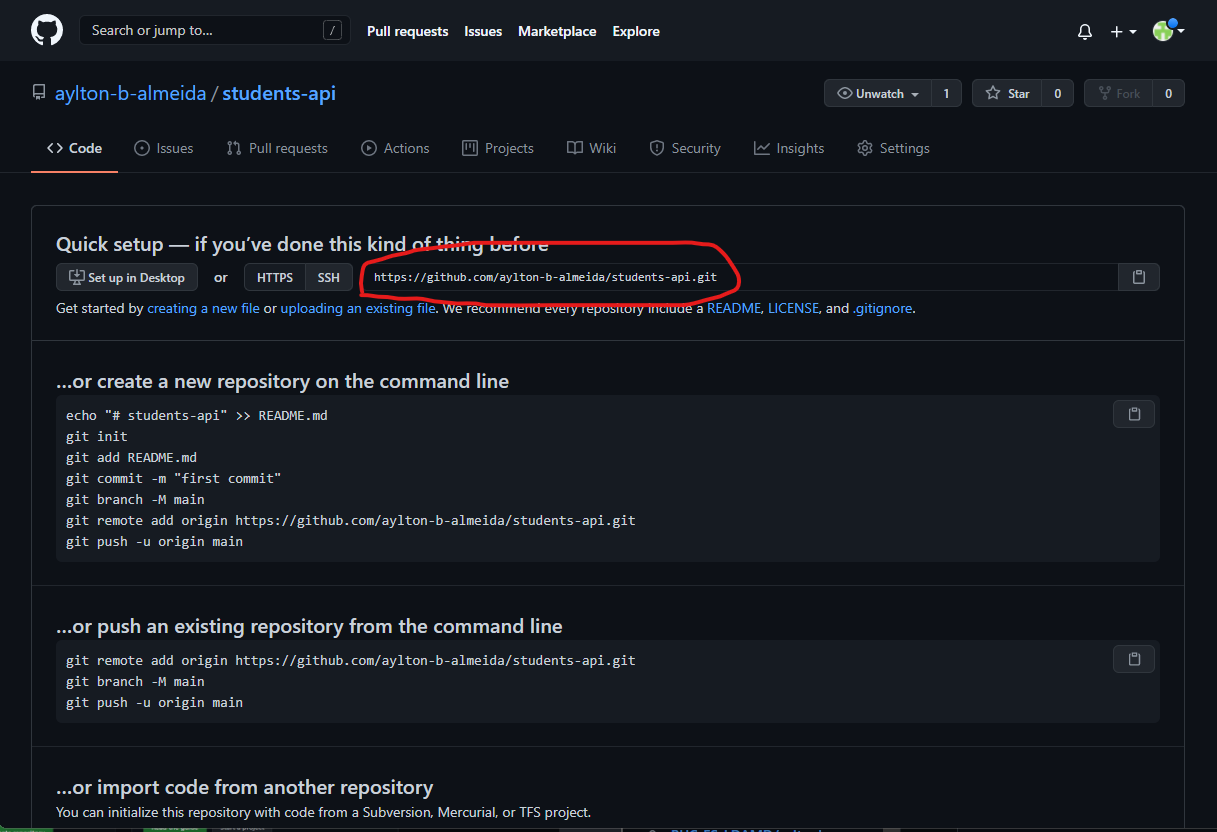 Search or jump to... / Pull requests Issues Marketplace Explore
aylton-b-almeida / students-api Unwatch 1 Star 0 Fork 0
Code Issues Pull requests Actions Projects Wiki Security Insights Settings
Quick setup — if you've done this kind of thing before
Set up in Desktop or HTTPS SSH https://github.com/aylton-b-almeida/students-api.git
Get started by creating a new file or uploading an existing file. We recommend every repository include a README, LICENSE, and .gitignore.
...or create a new repository on the command line
echo "# students-api" >> README.md
git init
git add README.md
git commit -m "first commit"
git branch -M main
git remote add origin https://github.com/aylton-b-almeida/students-api.git
git push -u origin main
...or push an existing repository from the command line
git remote add origin https://github.com/aylton-b-almeida/students-api.git
git branch -M main
git push -u origin main
...or import code from another repository
You can initialize this repository with code from a Subversion, Mercurial, or TFS project.